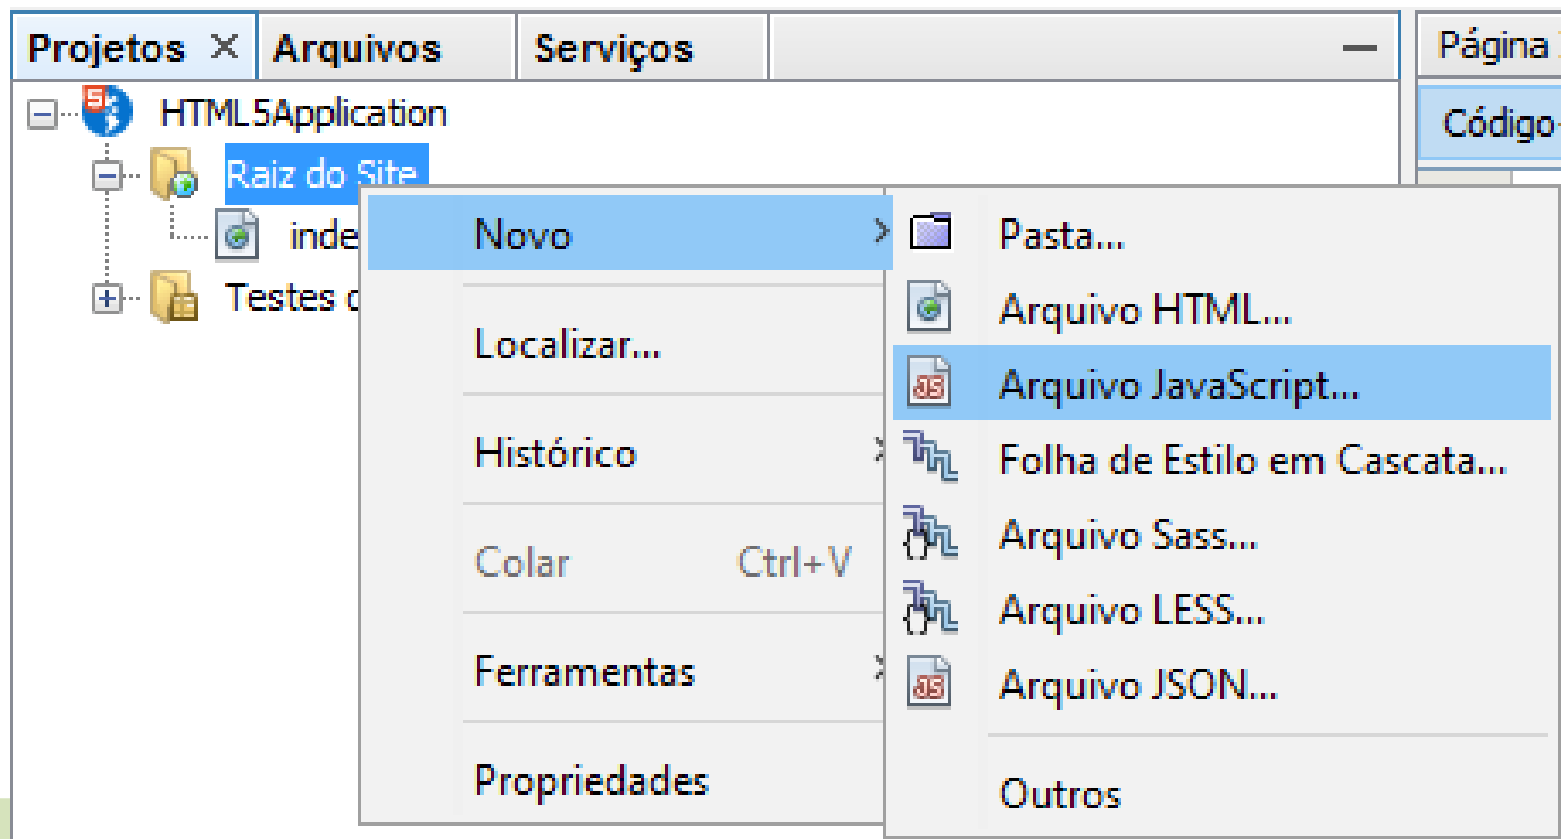 Projetos Arquivos Serviços
Página
HTML5Application
Código
Raiz do Site
inde
Testes
Novo
Localizar...
Histórico
Colar Ctrl+V
Ferramentas
Propriedades
Pasta...
Arquivo HTML...
Arquivo JavaScript...
Folha de Estilo em Cascata...
Arquivo Sass...
Arquivo LESS...
Arquivo JSON...
Outros